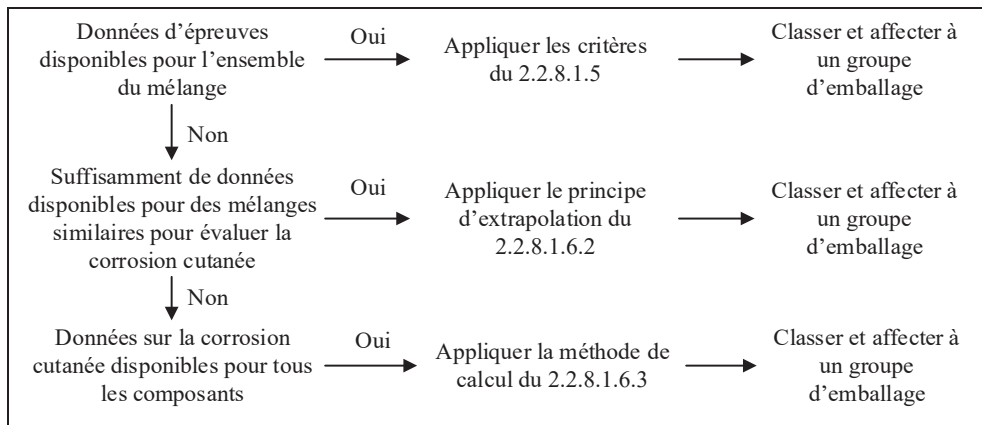 Données d'épreuves
disponibles pour l'ensemble
du mélange
Oui
Appliquer les critères
du 2.2.8.1.5
Classer et affecter à
un groupe
d'emballage
Non
Suffisamment de données
disponibles pour des mélanges
similaires pour évaluer la
corrosion cutanée
Oui
Appliquer le principe
d'extrapolation du
2.2.8.1.6.2
Classer et affecter à
un groupe
d'emballage
Non
Données sur la corrosion
cutanée disponibles pour tous
les composants
Oui
Appliquer la méthode de
calcul du 2.2.8.1.6.3
Classer et affecter à
un groupe
d'emballage